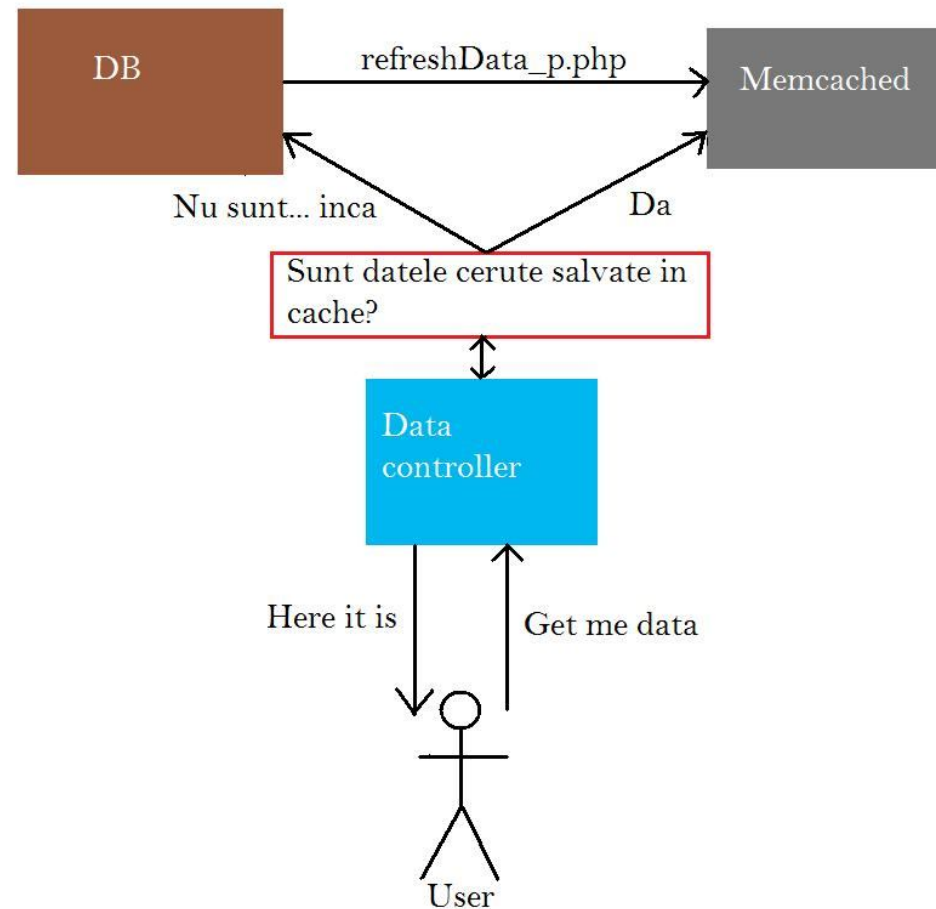 DB
refreshData_p.php
Memcached
Nu sunt... inca
Da
Sunt datele cerute salvate in
cache?
Data
controller
Here it is
Get me data
User